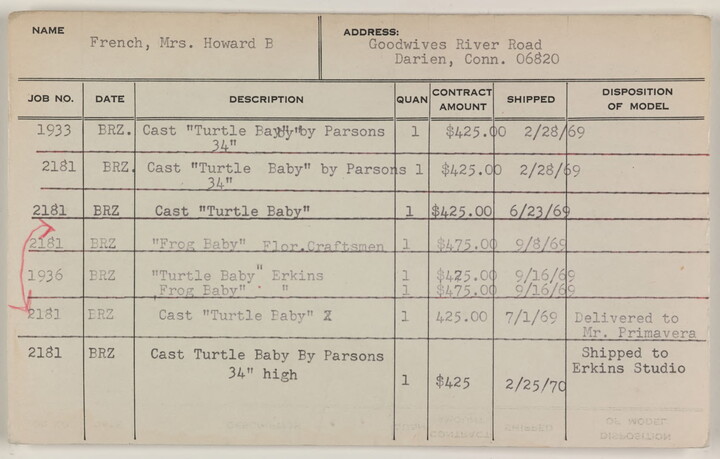 NAME
French, Mrs. Howard B
ADDRESS:
Goodwives River Road
Darien, Conn. 06820
JOB NO. DATE DESCRIPTION QUAN CONTRACT AMOUNT SHIPPED DISPOSITION OF MODEL
1933 BRZ. Cast "Turtle Baby" by Parsons 1 $425.00 2/28/69
34"
2181 BRZ. Cast "Turtle Baby" by Parsons 1 $425.00 2/28/69
34"
2181 BRZ Cast "Turtle Baby" 1 $425.00 6/23/69
2181 BRZ "Frog Baby" Flor.Craftsmen 1 $475.00 9/8/69
1936 BRZ "Turtle Baby" Erkins 1 $425.00 9/16/69
Frog Baby" " 1 $475.00 9/16/69
2181 BRZ Cast "Turtle Baby" X 1 425.00 7/1/69 Delivered to
Mr. Primavera
2181 BRZ Cast Turtle Baby By Parsons Shipped to
34" high 1 $425 2/25/70 Erkins Studio